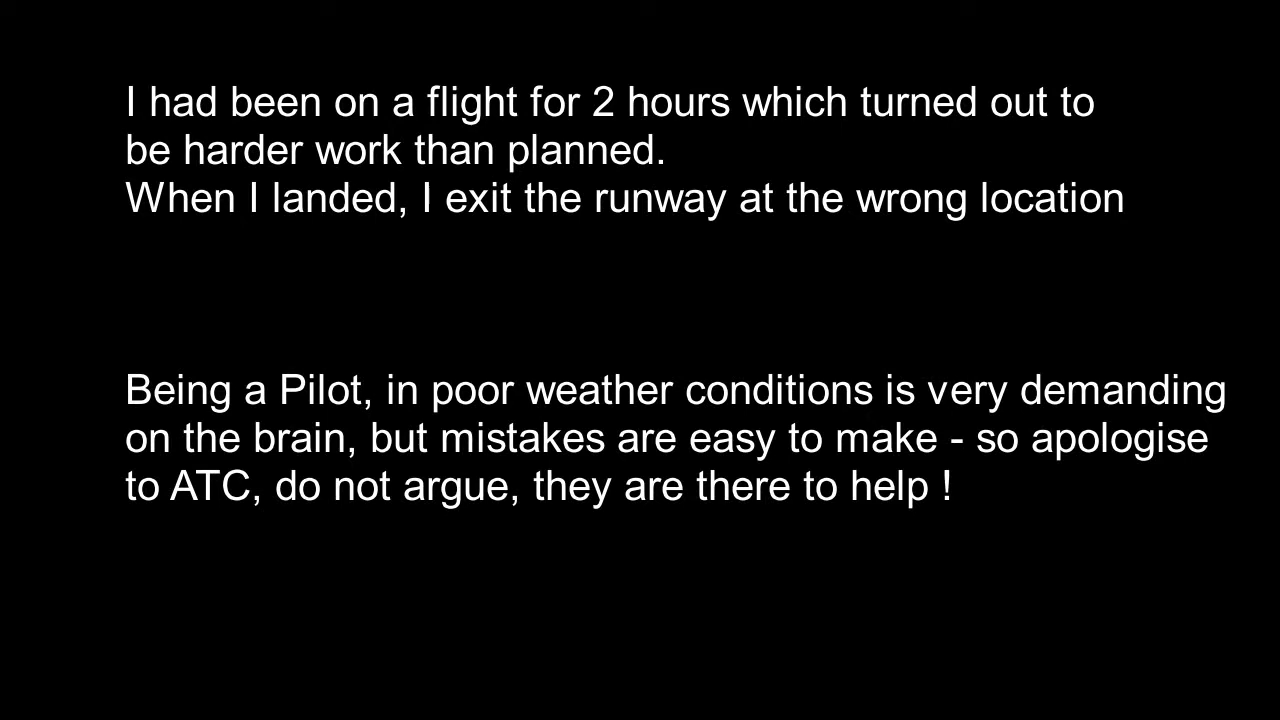 I had been on a flight for 2 hours which turned out to
be harder work than planned.
When I landed, I exit the runway at the wrong location
Being a Pilot, in poor weather conditions is very demanding
on the brain, but mistakes are easy to make - so apologise
to ATC, do not argue, they are there to help !